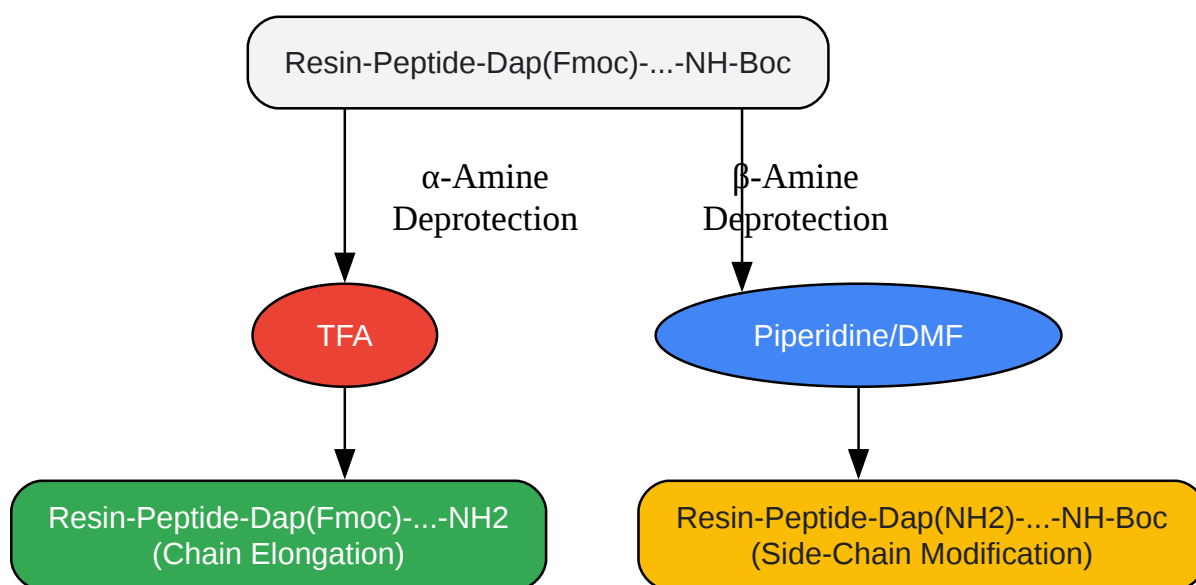 Resin-Peptide-Dap(Fmoc)-...-NH-Boc
α-Amine
Deprotection
β-Amine
Deprotection
TFA
Piperidine/DMF
Resin-Peptide-Dap(Fmoc)-...-NH2
(Chain Elongation)
Resin-Peptide-Dap(NH2)-...-NH-Boc
(Side-Chain Modification)